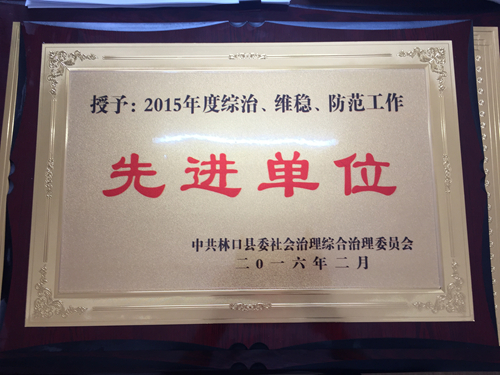 授予：2015年度综治、维稳、防范工作
先进单位
中共林口县委社会治理综合治理委员会
二〇一六年二月